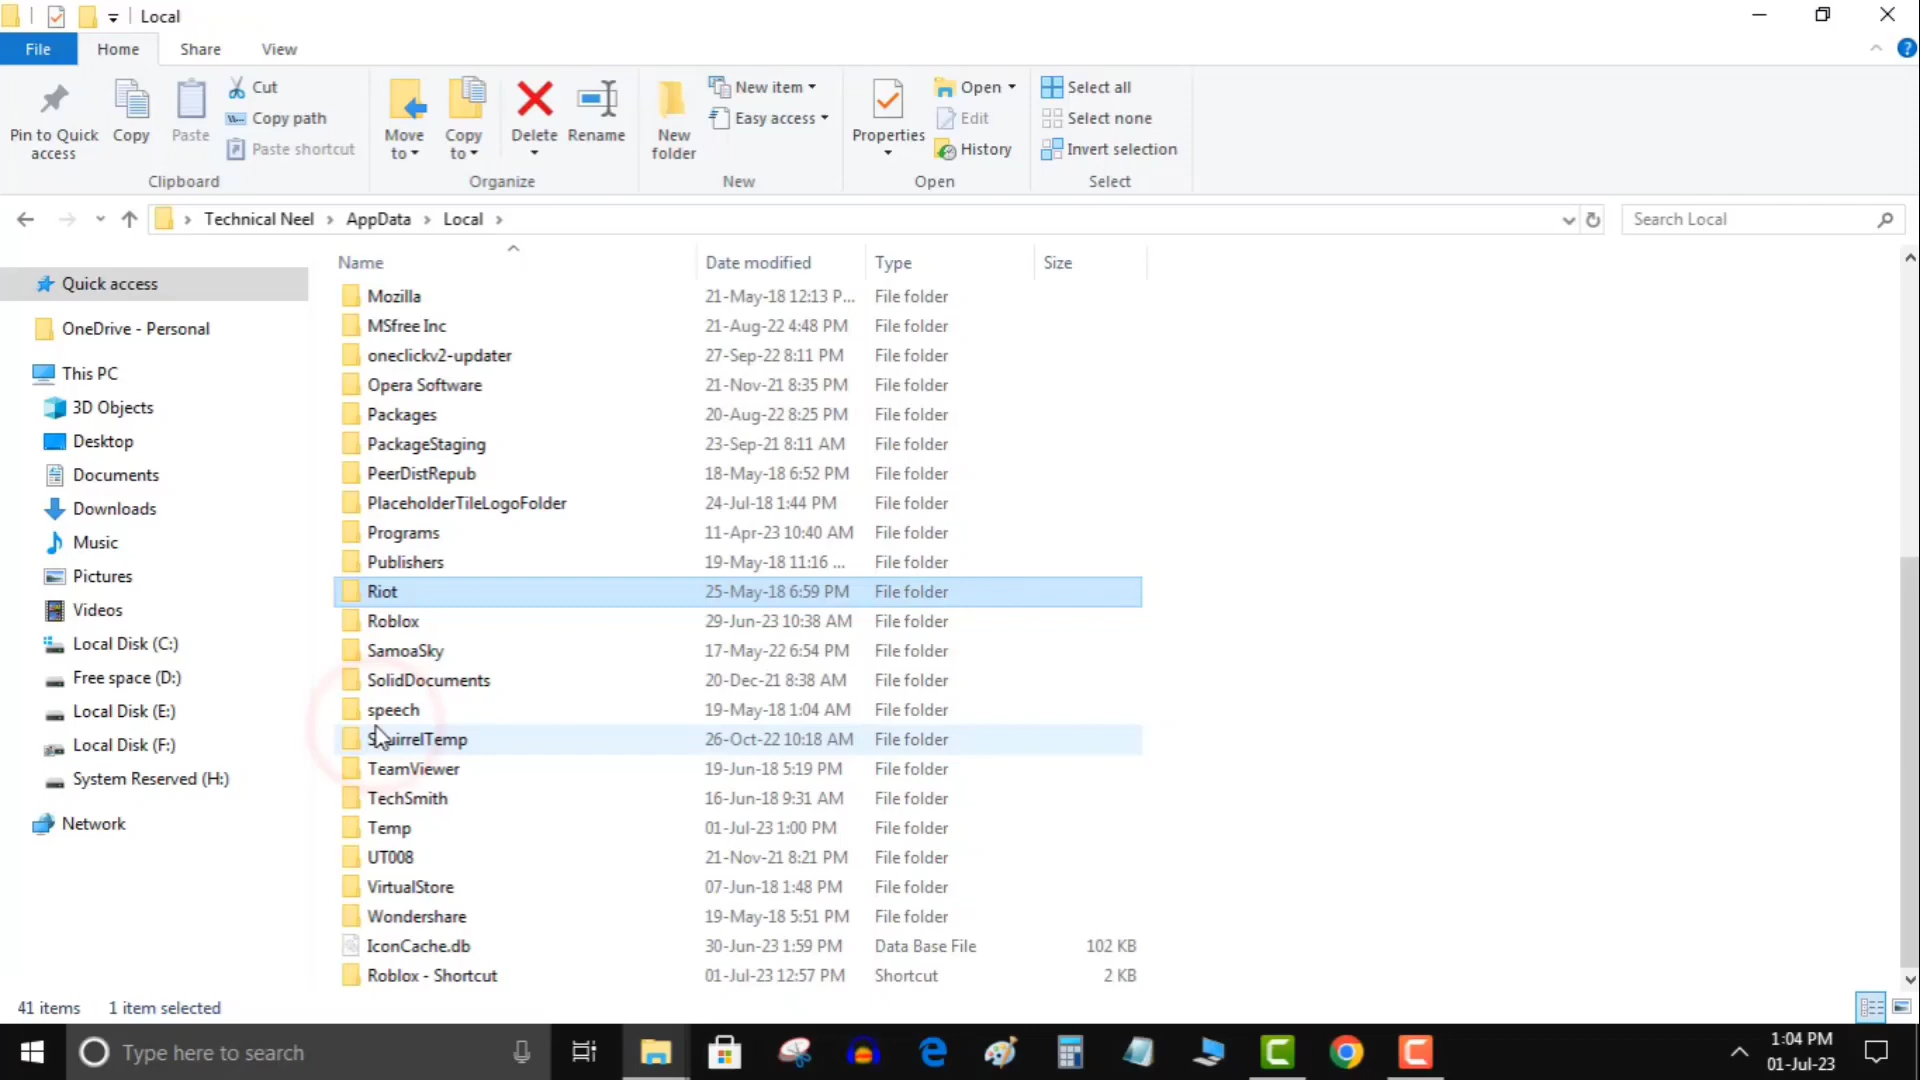 Local
File Home Share View
Pin to Quick access
Copy
Paste
Cut
Copy path
Paste shortcut
Clipboard
Move to
Copy to
Delete
Rename
Organize
New folder
New item
Easy access
New
Properties
Open
Edit
History
Open
Select all
Select none
Invert selection
Select
Technical Neel AppData Local
Search Local
Quick access
OneDrive - Personal
This PC
3D Objects
Desktop
Documents
Downloads
Music
Pictures
Videos
Local Disk (C:)
Free space (D:)
Local Disk (E:)
Local Disk (F:)
System Reserved (H:)
Network
Name Date modified Type Size
Mozilla 21-May-18 12:13 P... File folder
MSfree Inc 21-Aug-22 4:48 PM File folder
oneclickv2-updater 27-Sep-22 8:11 PM File folder
Opera Software 21-Nov-21 8:35 PM File folder
Packages 20-Aug-22 8:25 PM File folder
PackageStaging 23-Sep-21 8:11 AM File folder
PeerDistRepub 18-May-18 6:52 PM File folder
PlaceholderTileLogoFolder 24-Jul-18 1:44 PM File folder
Programs 11-Apr-23 10:40 AM File folder
Publishers 19-May-18 11:16 ... File folder
Riot 25-May-18 6:59 PM File folder
Roblox 29-Jun-23 10:38 AM File folder
SamoaSky 17-May-22 6:54 PM File folder
SolidDocuments 20-Dec-21 8:38 AM File folder
speech 19-May-18 1:04 AM File folder
SquirrelTemp 26-Oct-22 10:18 AM File folder
TeamViewer 19-Jun-18 5:19 PM File folder
TechSmith 16-Jun-18 9:31 AM File folder
Temp 01-Jul-23 1:00 PM File folder
UT008 21-Nov-21 8:21 PM File folder
VirtualStore 07-Jun-18 1:48 PM File folder
Wondershare 19-May-18 5:51 PM File folder
IconCache.db 30-Jun-23 1:59 PM Data Base File 102 KB
Roblox - Shortcut 01-Jul-23 12:57 PM Shortcut 2 KB
41 items 1 item selected
Type here to search
1:04 PM
01-Jul-23